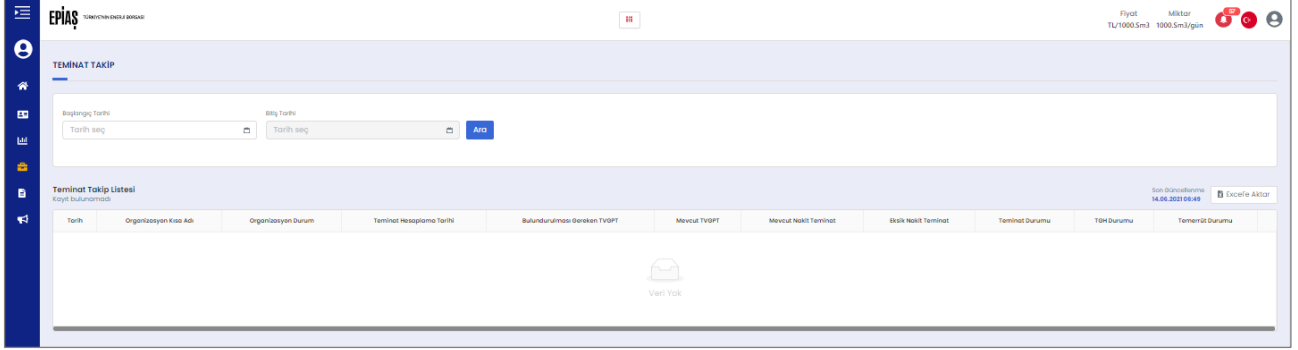 EPİAŞ TÜRKİYE'NİN ENERJİ BORSASI
Fiyat Miktar
TL/1000.Sm3 1000.Sm3/gün
57
TEMİNAT TAKİP
Başlangıç Tarihi Bitiş Tarihi
Tarih seç Tarih seç Ara
Teminat Takip Listesi
Kayıt bulunamadı
Son Güncellenme
14.06.2021 06:49
Excel'e Aktar
Tarih Organizasyon Kısa Adı Organizasyon Durum Teminat Hesaplama Tarihi Bulundurulması Gereken TVGPT Mevcut TVGPT Mevcut Nakit Teminat Eksik Nakit Teminat Teminat Durumu TGH Durumu Temerrüt Durumu
Veri Yok